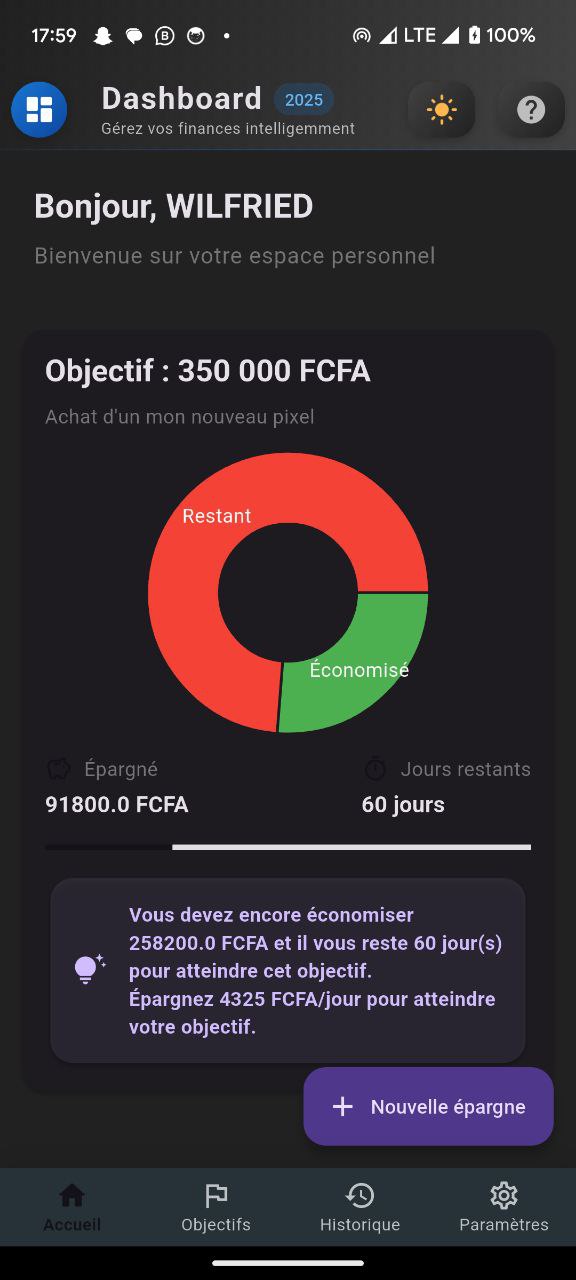 17:59
LTE 100%
Dashboard 2025
Gérez vos finances intelligemment
Bonjour, WILFRIED
Bienvenue sur votre espace personnel
Objectif : 350 000 FCFA
Achat d'un mon nouveau pixel
Restant
Économisé
Épargné
Jours restants
91800.0 FCFA
60 jours
Vous devez encore économiser
258200.0 FCFA et il vous reste 60 jour(s)
pour atteindre cet objectif.
Épargnez 4325 FCFA/jour pour atteindre
votre objectif.
+ Nouvelle épargne
Accueil
Objectifs
Historique
Paramètres